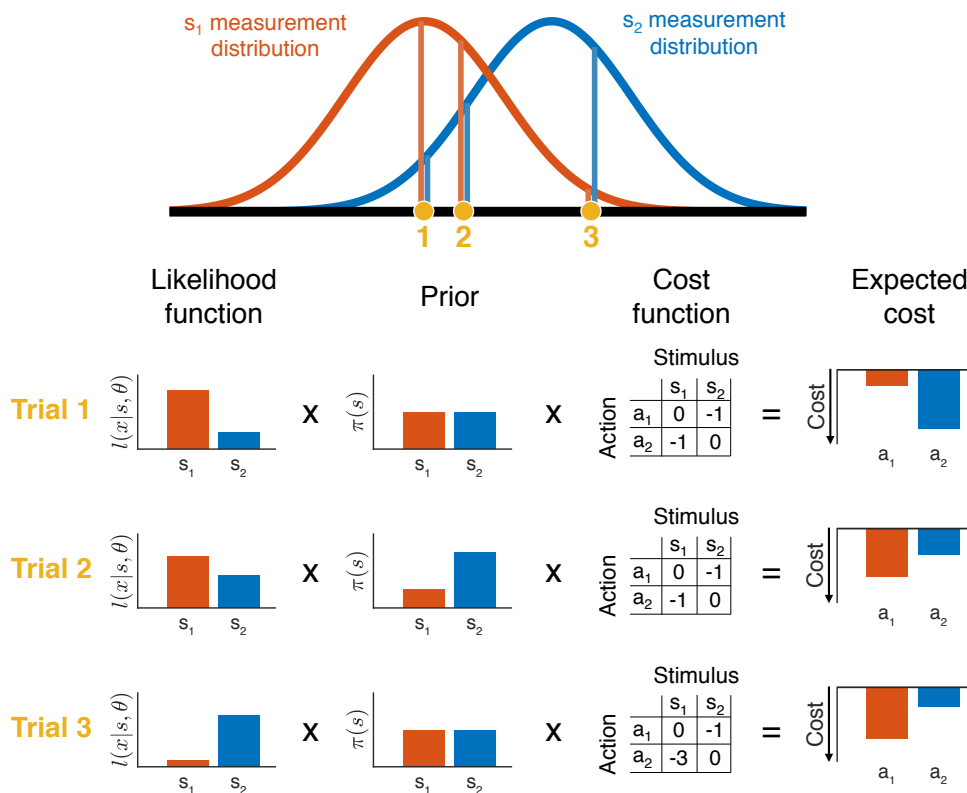 s₁ measurement distribution
s₂ measurement distribution
1 2 3
Likelihood function
Prior
Cost function
Expected cost
Trial 1
l(x|s, θ)
s₁ s₂
x
π(s)
s₁ s₂
x
Stimulus
Action
s₁ s₂
a₁ 0 -1
a₂ -1 0
=
Cost
a₁ a₂
Trial 2
l(x|s, θ)
s₁ s₂
x
π(s)
s₁ s₂
x
Stimulus
Action
s₁ s₂
a₁ 0 -1
a₂ -1 0
=
Cost
a₁ a₂
Trial 3
l(x|s, θ)
s₁ s₂
x
π(s)
s₁ s₂
x
Stimulus
Action
s₁ s₂
a₁ 0 -1
a₂ -3 0
=
Cost
a₁ a₂